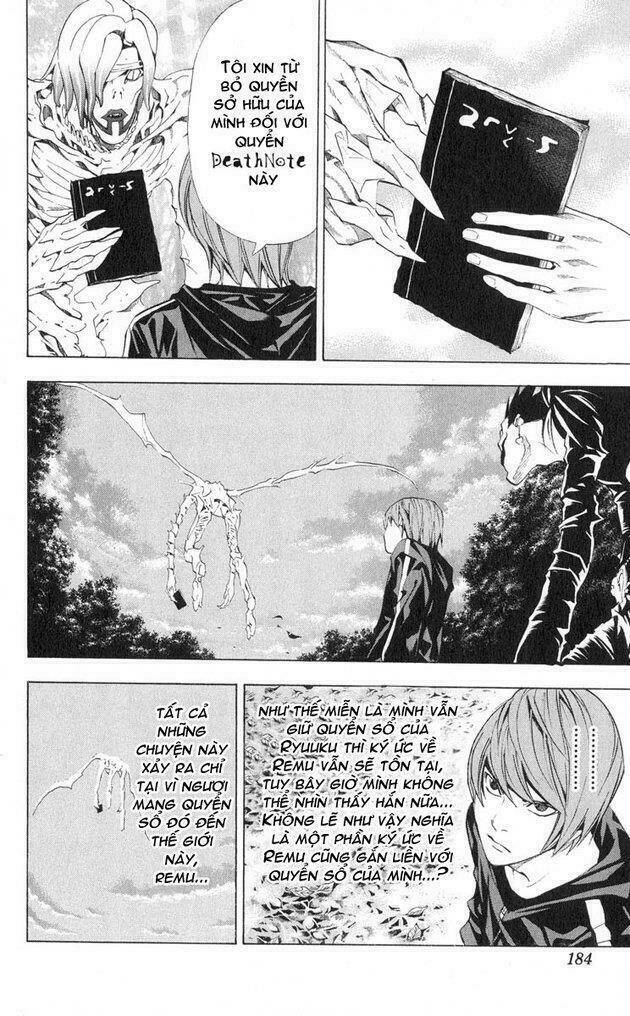 TÔI XIN TỪ
BỎ QUYỀN
SỞ HỮU CỦA
MÌNH ĐỐI VỚI
QUYỂN
DeathNote
NÀY
.......
NHƯ THẾ MIỄN LÀ MÌNH VẪN
GIỮ QUYỂN SỔ CỦA
RYUUKU THÌ KÝ ỨC VỀ
REMU VẪN SẼ TỒN TẠI,
TUY BÂY GIỜ MÌNH KHÔNG
THỂ NHÌN THẤY HẮN NỮA...
KHÔNG LẼ NHƯ VẬY NGHĨA
LÀ MỘT PHẦN KÝ ỨC VỀ
REMU CŨNG GẮN LIỀN VỚI
QUYỂN SỔ CỦA MÌNH...?
TẤT CẢ
NHỮNG
CHUYỆN NÀY
XẢY RA CHỈ
TẠI VÌ NGƯƠI
MANG QUYỂN
SỔ ĐÓ ĐẾN
THẾ GIỚI
NÀY,
REMU...
184